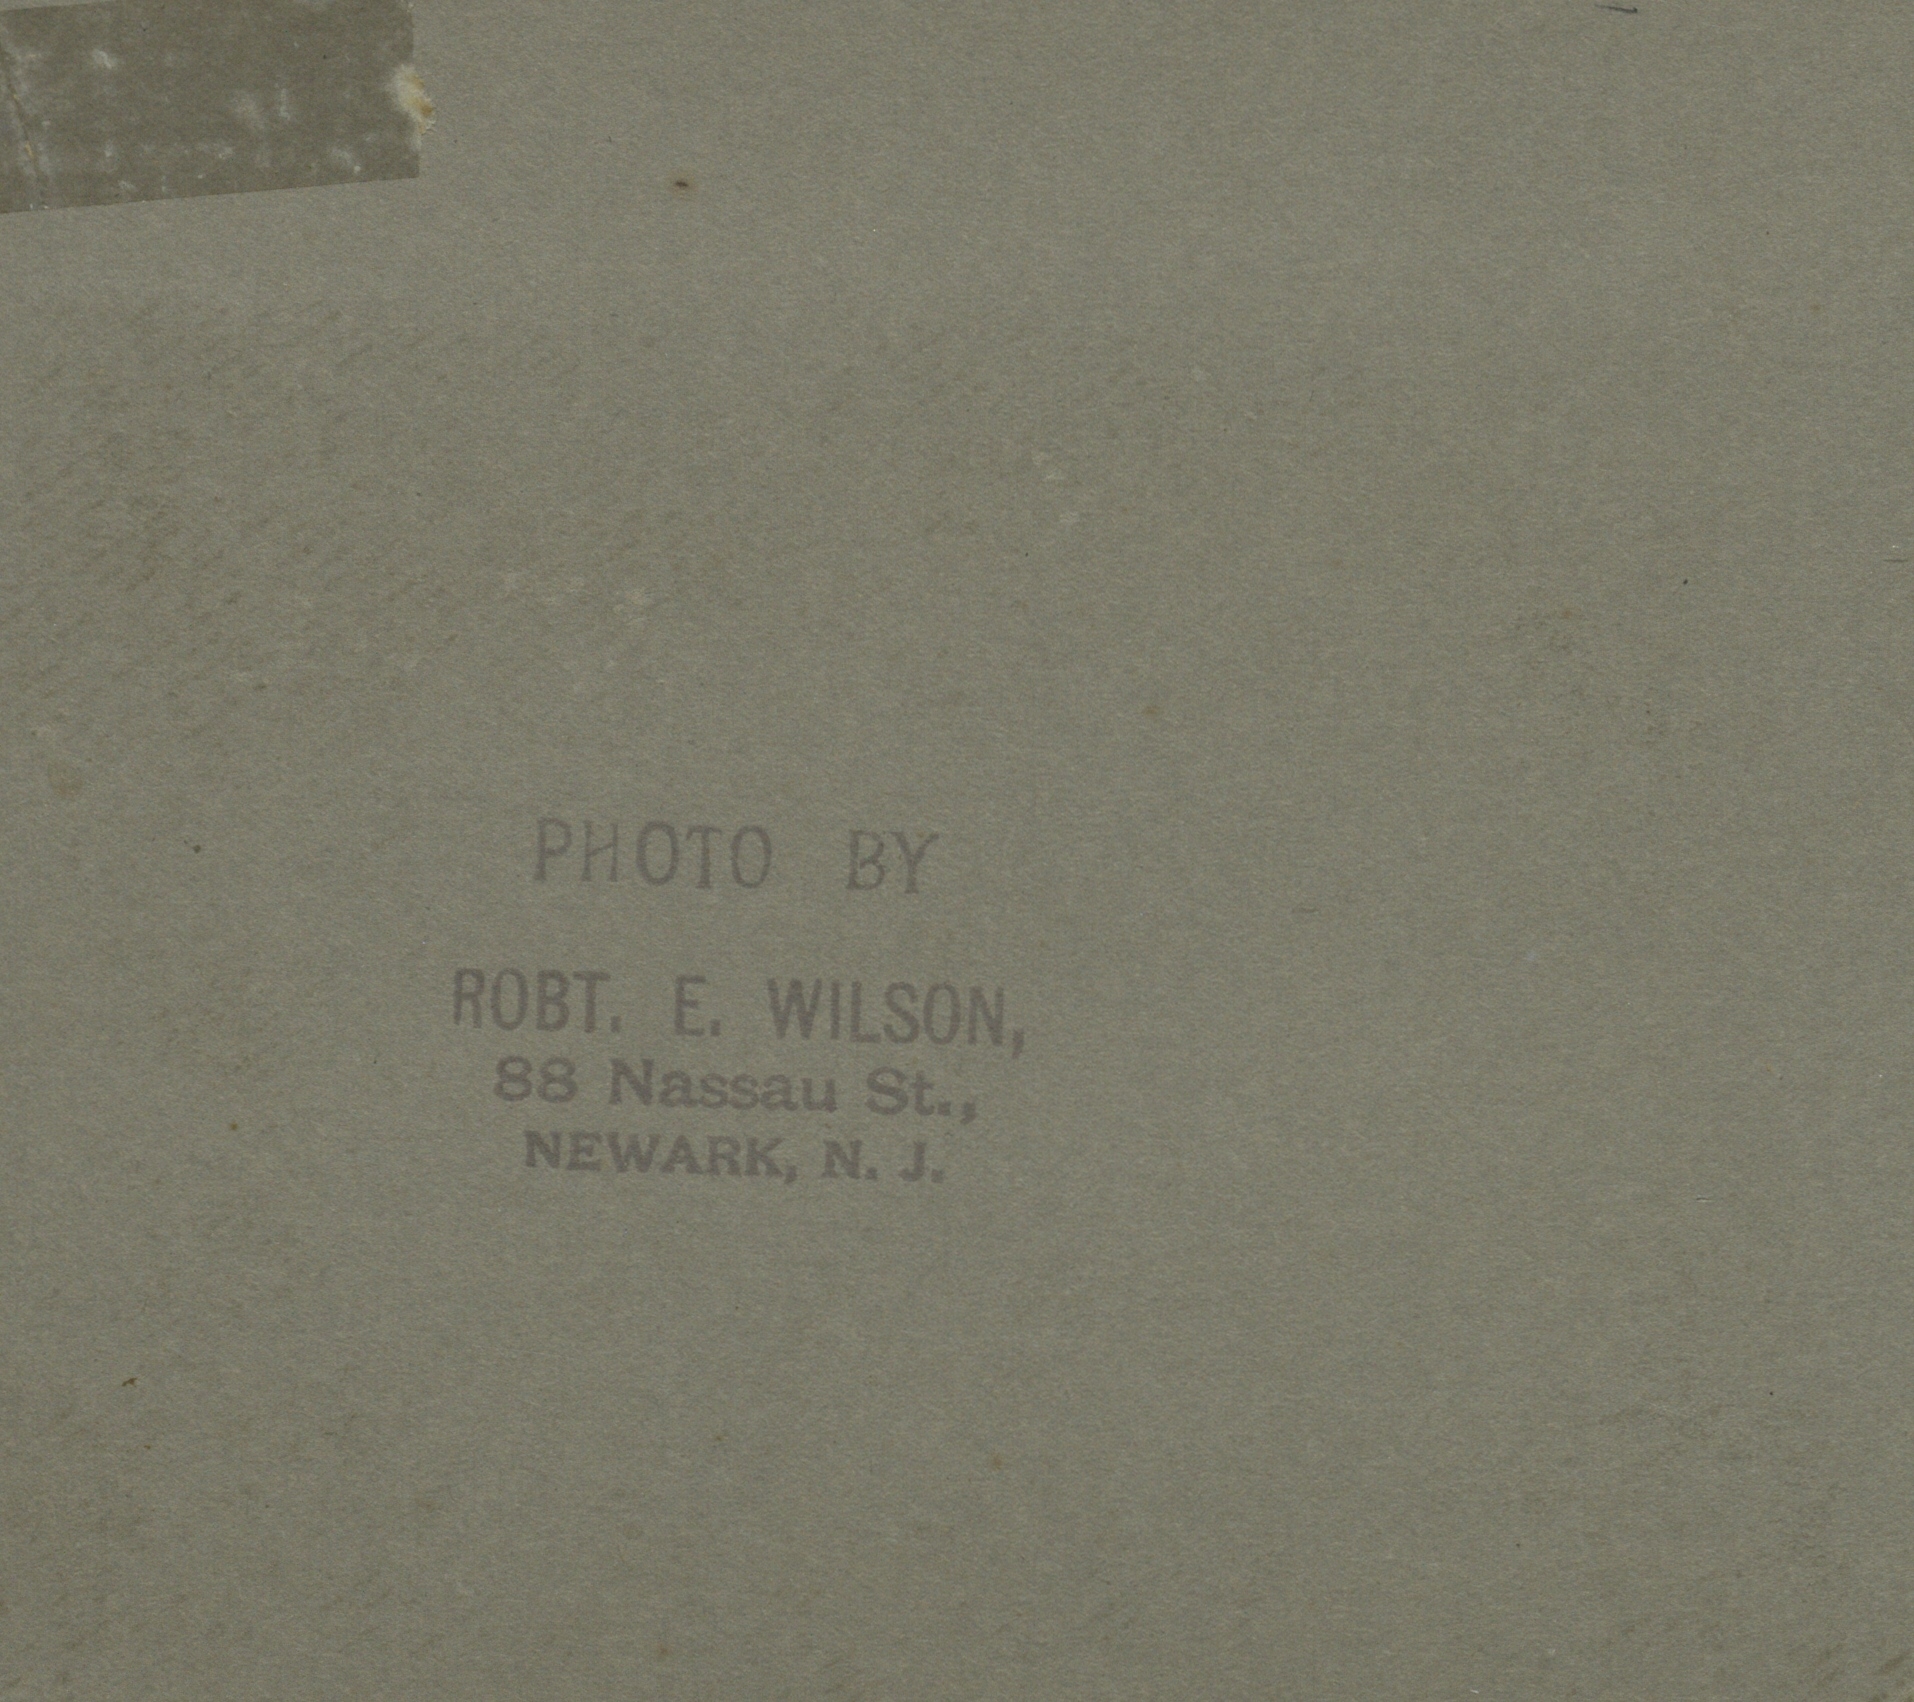 PHOTO BY
ROBT. E. WILSON,
88 Nassau St.,
NEWARK, N. J.